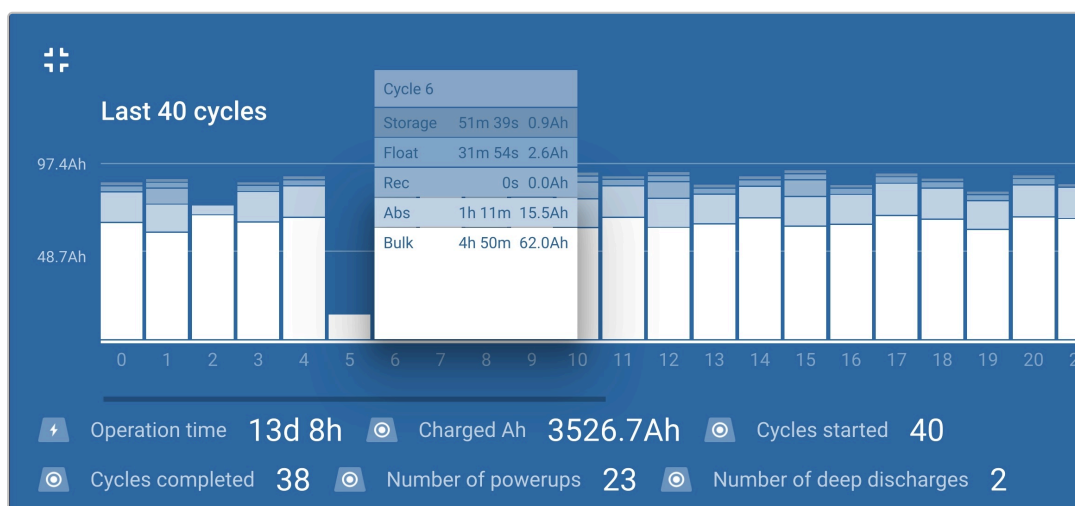 Last 40 cycles
Cycle 6
Storage 51m 39s 0.9Ah
Float 31m 54s 2.6Ah
Rec 0s 0.0Ah
Abs 1h 11m 15.5Ah
Bulk 4h 50m 62.0Ah
97.4Ah
48.7Ah
0 1 2 3 4 5 6 7 8 9 10 11 12 13 14 15 16 17 18 19 20
Operation time 13d 8h Charged Ah 3526.7Ah Cycles started 40
Cycles completed 38 Number of powerups 23 Number of deep discharges 2